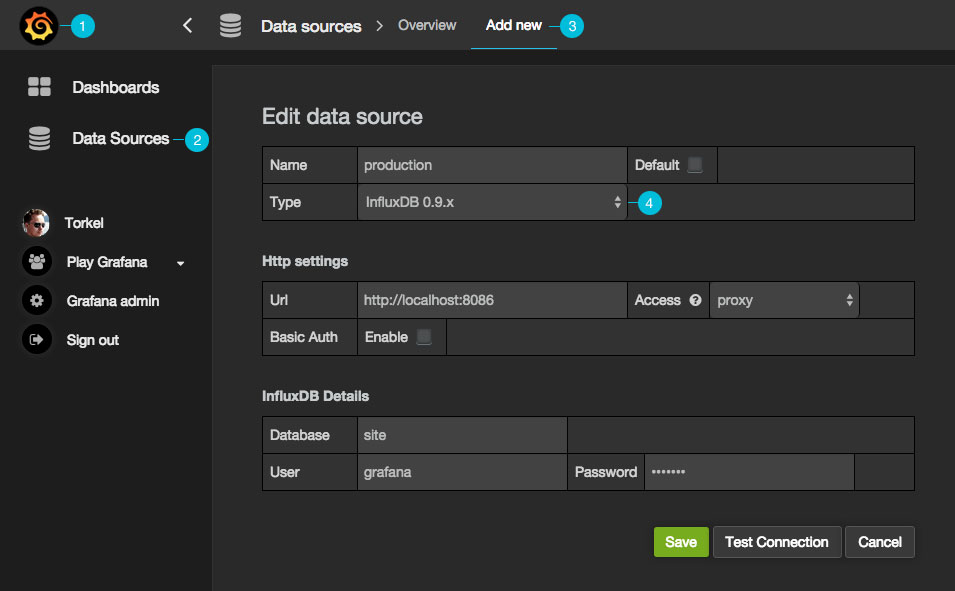 1 Data sources > Overview Add new 3
Dashboards
Data Sources 2
Torkel
Play Grafana
Grafana admin
Sign out
Edit data source
Name production Default
Type InfluxDB 0.9.x 4
Http settings
Url http://localhost:8086 Access ? proxy
Basic Auth Enable
InfluxDB Details
Database site
User grafana Password •••••••
Save Test Connection Cancel